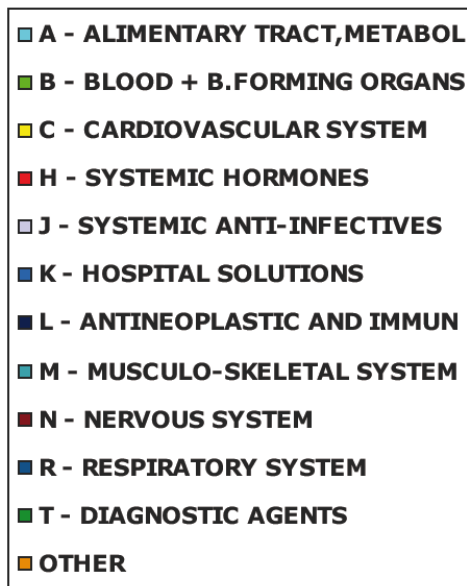 A - ALIMENTARY TRACT,METABOL
B - BLOOD + B.FORMING ORGANS
C - CARDIOVASCULAR SYSTEM
H - SYSTEMIC HORMONES
J - SYSTEMIC ANTI-INFECTIVES
K - HOSPITAL SOLUTIONS
L - ANTINEOPLASTIC AND IMMUN
M - MUSCULO-SKELETAL SYSTEM
N - NERVOUS SYSTEM
R - RESPIRATORY SYSTEM
T - DIAGNOSTIC AGENTS
OTHER